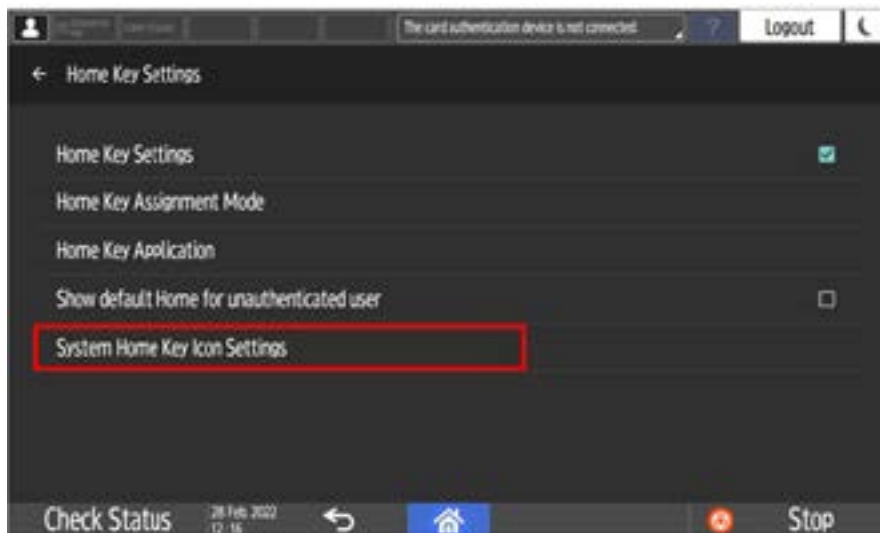 The card authentication device is not connected.
?
Logout
Home Key Settings
Home Key Settings
Home Key Assignment Mode
Home Key Application
Show default Home for unauthenticated user
System Home Key Icon Settings
Check Status
28 Feb 2022
12:16
Stop